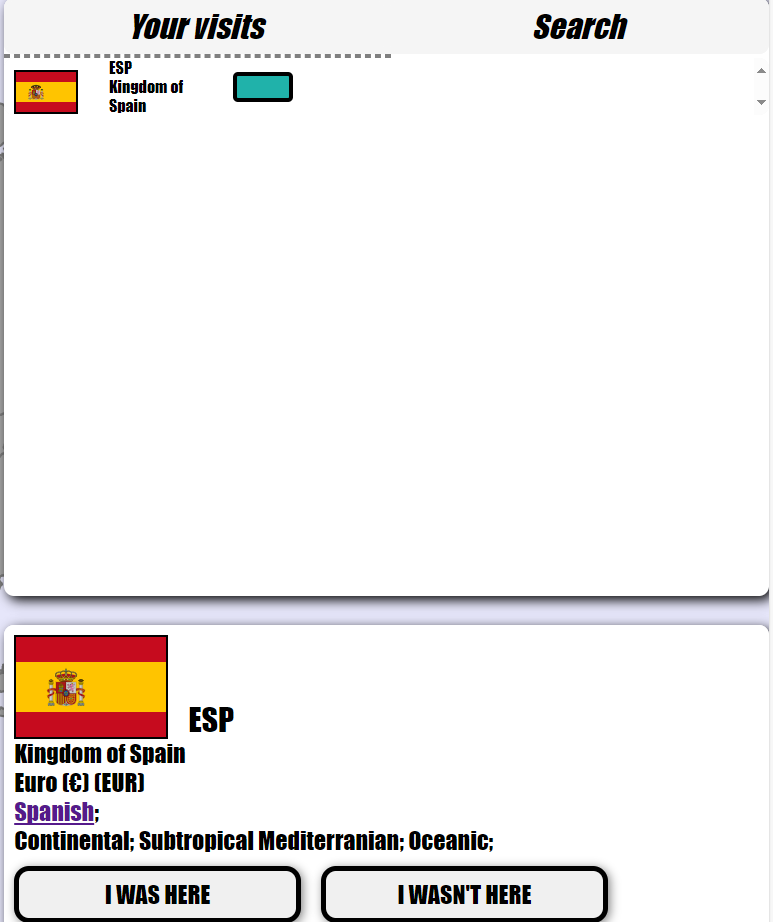 Your visits
Search
ESP
Kingdom of
Spain
ESP
Kingdom of Spain
Euro (€) (EUR)
Spanish;
Continental; Subtropical Mediterranian; Oceanic;
I WAS HERE
I WASN'T HERE